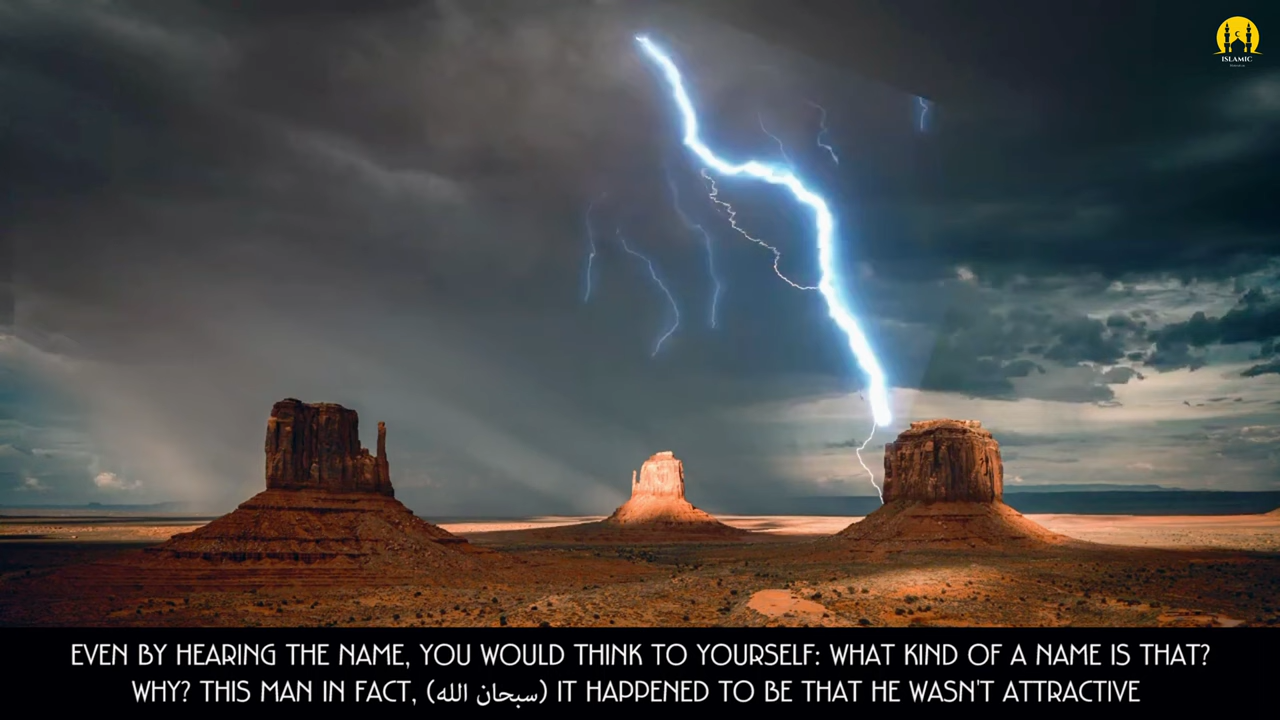 ISLAMIC
EVEN BY HEARING THE NAME, YOU WOULD THINK TO YOURSELF: WHAT KIND OF A NAME IS THAT?
WHY? THIS MAN IN FACT, (سبحان الله) IT HAPPENED TO BE THAT HE WASN'T ATTRACTIVE